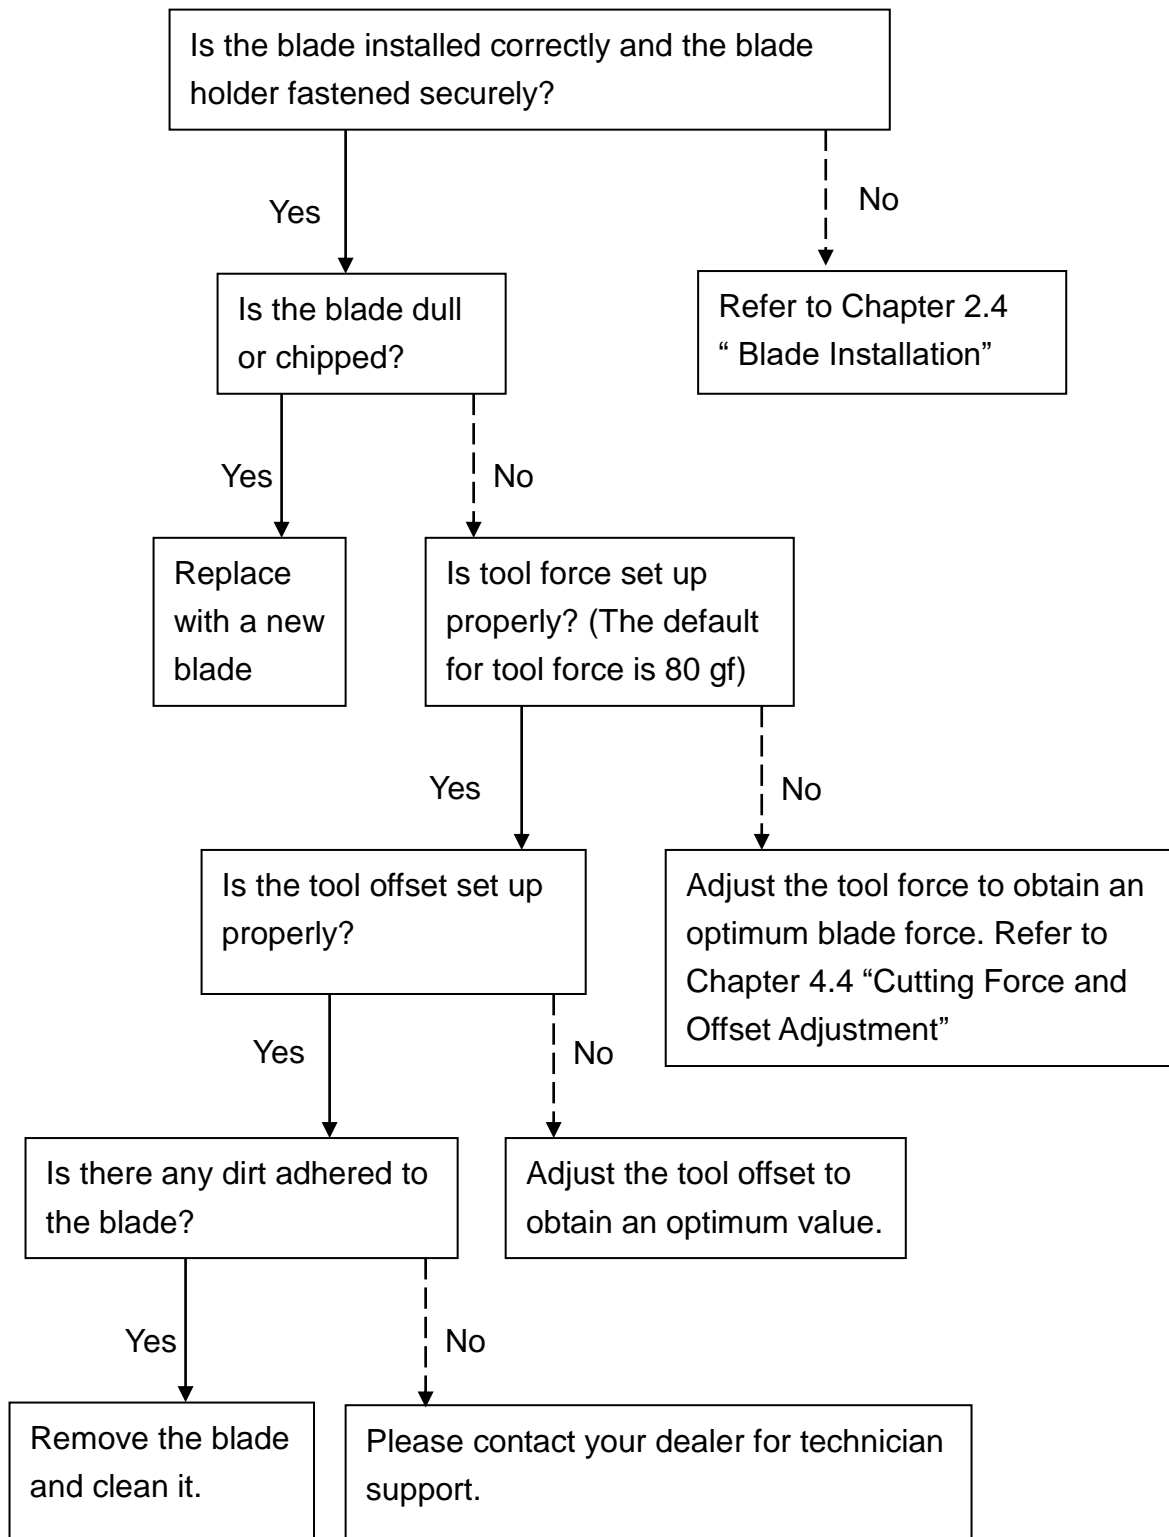 Is the blade installed correctly and the blade
holder fastened securely?
Yes
No
Is the blade dull
or chipped?
Refer to Chapter 2.4
“ Blade Installation”
Yes
No
Replace
with a new
blade
Is tool force set up
properly? (The default
for tool force is 80 gf)
Yes
No
Is the tool offset set up
properly?
Adjust the tool force to obtain an
optimum blade force. Refer to
Chapter 4.4 “Cutting Force and
Offset Adjustment”
Yes
No
Is there any dirt adhered to
the blade?
Adjust the tool offset to
obtain an optimum value.
Yes
No
Remove the blade
and clean it.
Please contact your dealer for technician
support.